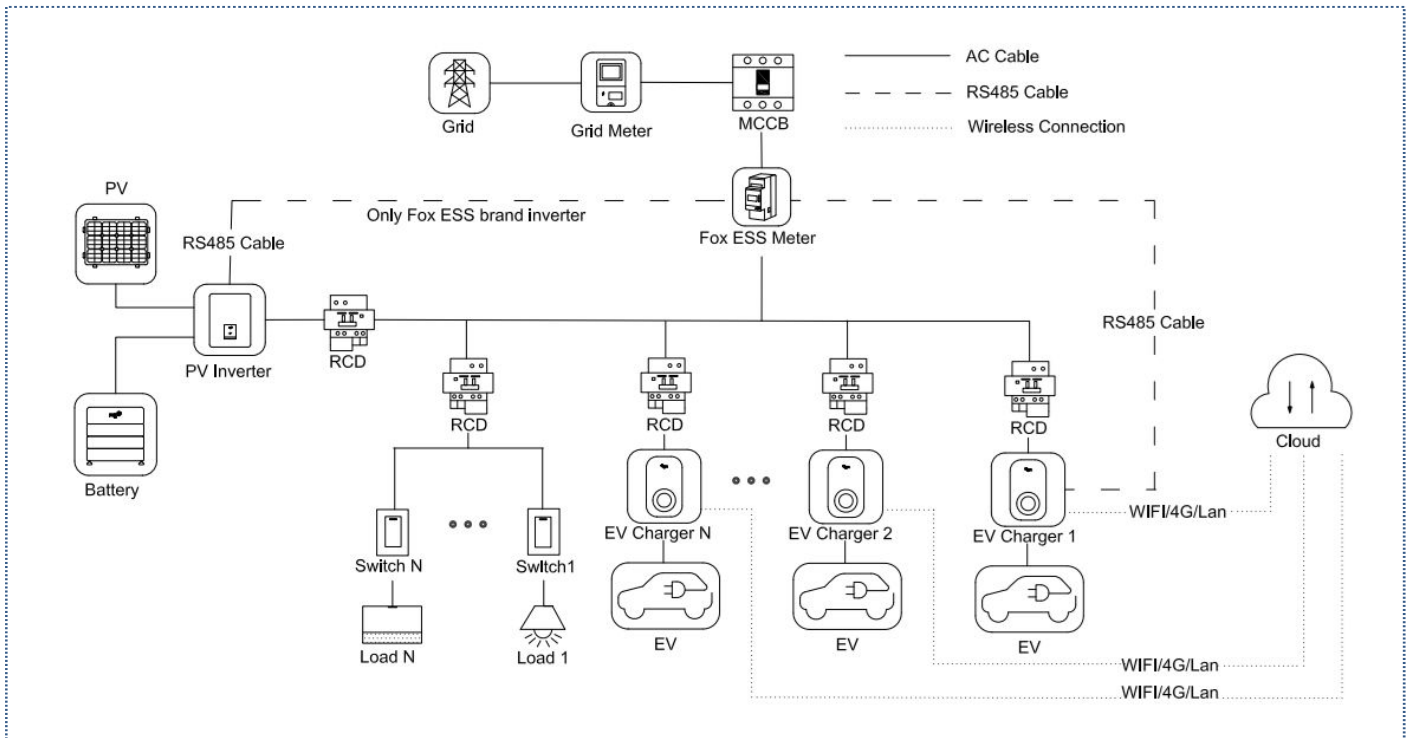 AC Cable
RS485 Cable
Wireless Connection
Grid
Grid Meter
MCCB
PV
Only Fox ESS brand inverter
Fox ESS Meter
RS485 Cable
RS485 Cable
PV Inverter
RCD
RCD
RCD
RCD
RCD
Cloud
Battery
WIFI/4G/Lan
EV Charger N
EV Charger 2
EV Charger 1
Switch N
Switch1
Load N
Load 1
EV
EV
EV
WIFI/4G/Lan
WIFI/4G/Lan